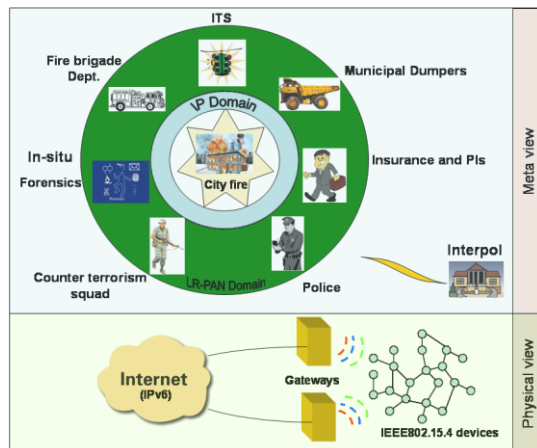 ITS
Fire brigade
Dept.
Municipal Dumpers
IP Domain
In-situ
Forensics
City fire
Insurance and PIs
Counter terrorism
squad
LR-PAN Domain
Police
Interpol
Meta view
Internet
(IPv6)
Gateways
IEEE802.15.4 devices
Physical view